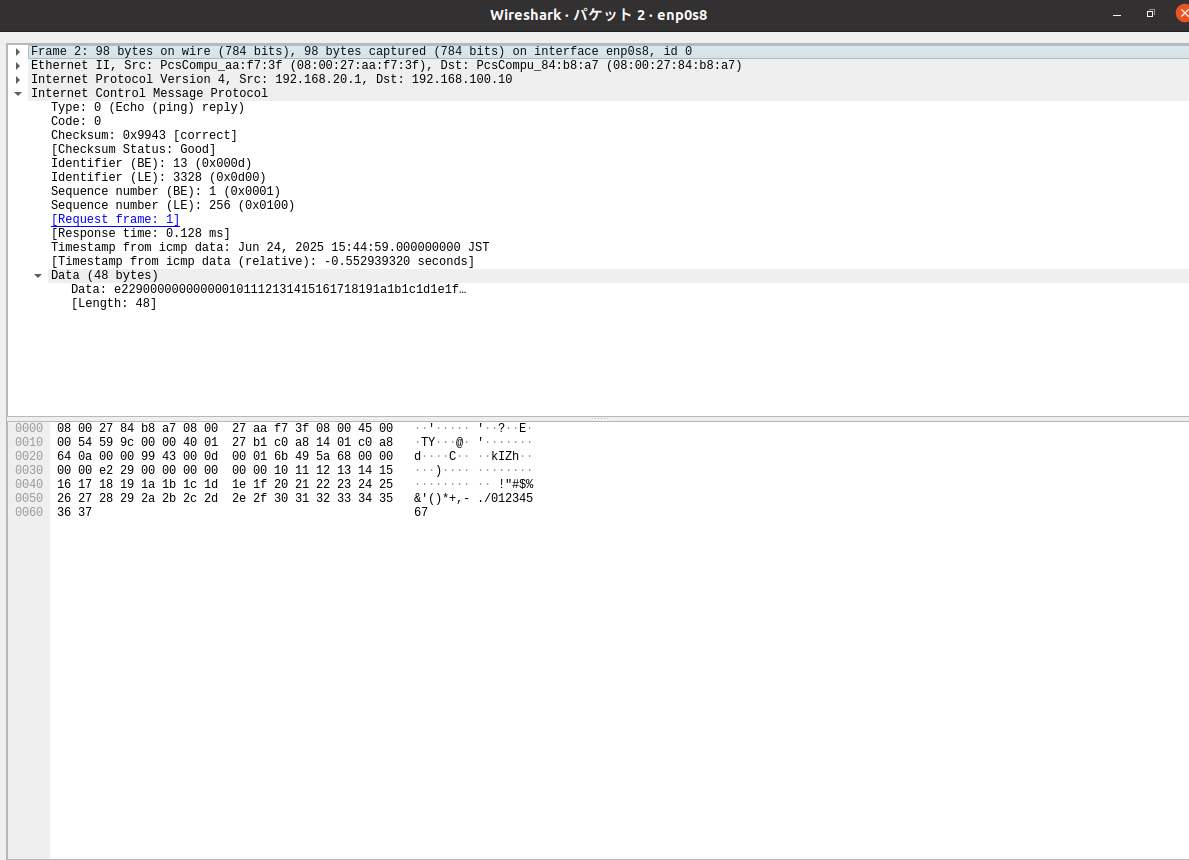 Wireshark · パケット 2 · enp0s8
Frame 2: 98 bytes on wire (784 bits), 98 bytes captured (784 bits) on interface enp0s8, id 0
Ethernet II, Src: PcsCompu_aa:f7:3f (08:00:27:aa:f7:3f), Dst: PcsCompu_84:b8:a7 (08:00:27:84:b8:a7)
Internet Protocol Version 4, Src: 192.168.20.1, Dst: 192.168.100.10
Internet Control Message Protocol
Type: 0 (Echo (ping) reply)
Code: 0
Checksum: 0x9943 [correct]
[Checksum Status: Good]
Identifier (BE): 13 (0x000d)
Identifier (LE): 3328 (0x0d00)
Sequence number (BE): 1 (0x0001)
Sequence number (LE): 256 (0x0100)
[Request frame: 1]
[Response time: 0.128 ms]
Timestamp from icmp data: Jun 24, 2025 15:44:59.000000000 JST
[Timestamp from icmp data (relative): -0.552939320 seconds]
Data (48 bytes)
Data: e229000000000000101112131415161718191a1b1c1d1e1f…
[Length: 48]
0000 08 00 27 84 b8 a7 08 00 27 aa f7 3f 08 00 45 00 ··'····· '··?··E·
0010 00 54 59 9c 00 00 40 01 27 b1 c0 a8 14 01 c0 a8 ·TY···@· '·······
0020 64 0a 00 00 99 43 00 0d 00 01 6b 49 5a 68 00 00 d····C·· ··kIZh··
0030 00 00 e2 29 00 00 00 00 00 00 10 11 12 13 14 15 ···)···· ········
0040 16 17 18 19 1a 1b 1c 1d 1e 1f 20 21 22 23 24 25 ········ ·· !"#$%
0050 26 27 28 29 2a 2b 2c 2d 2e 2f 30 31 32 33 34 35 &'()*+,- ./012345
0060 36 37 67